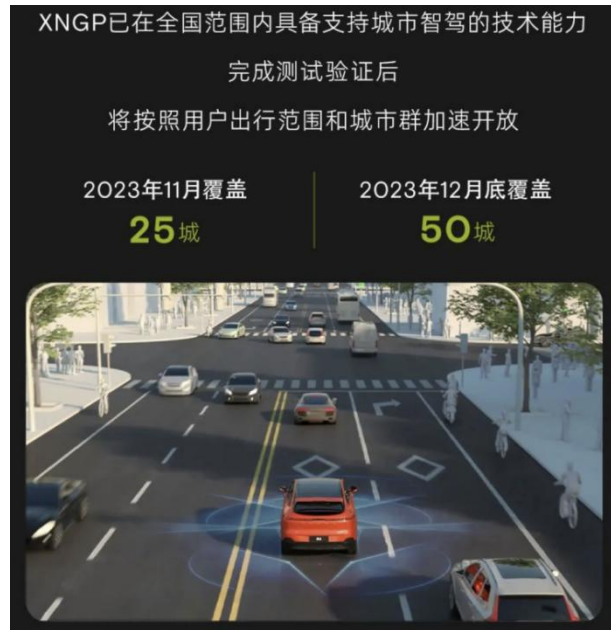 XNGP已在全国范围内具备支持城市智驾的技术能力
完成测试验证后
将按照用户出行范围和城市群加速开放
2023年11月覆盖
25城
2023年12月底覆盖
50城